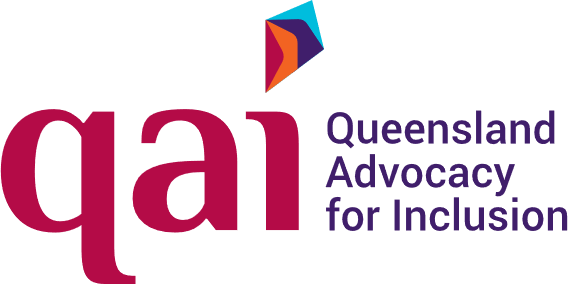 qai
Queensland
Advocacy
for Inclusion